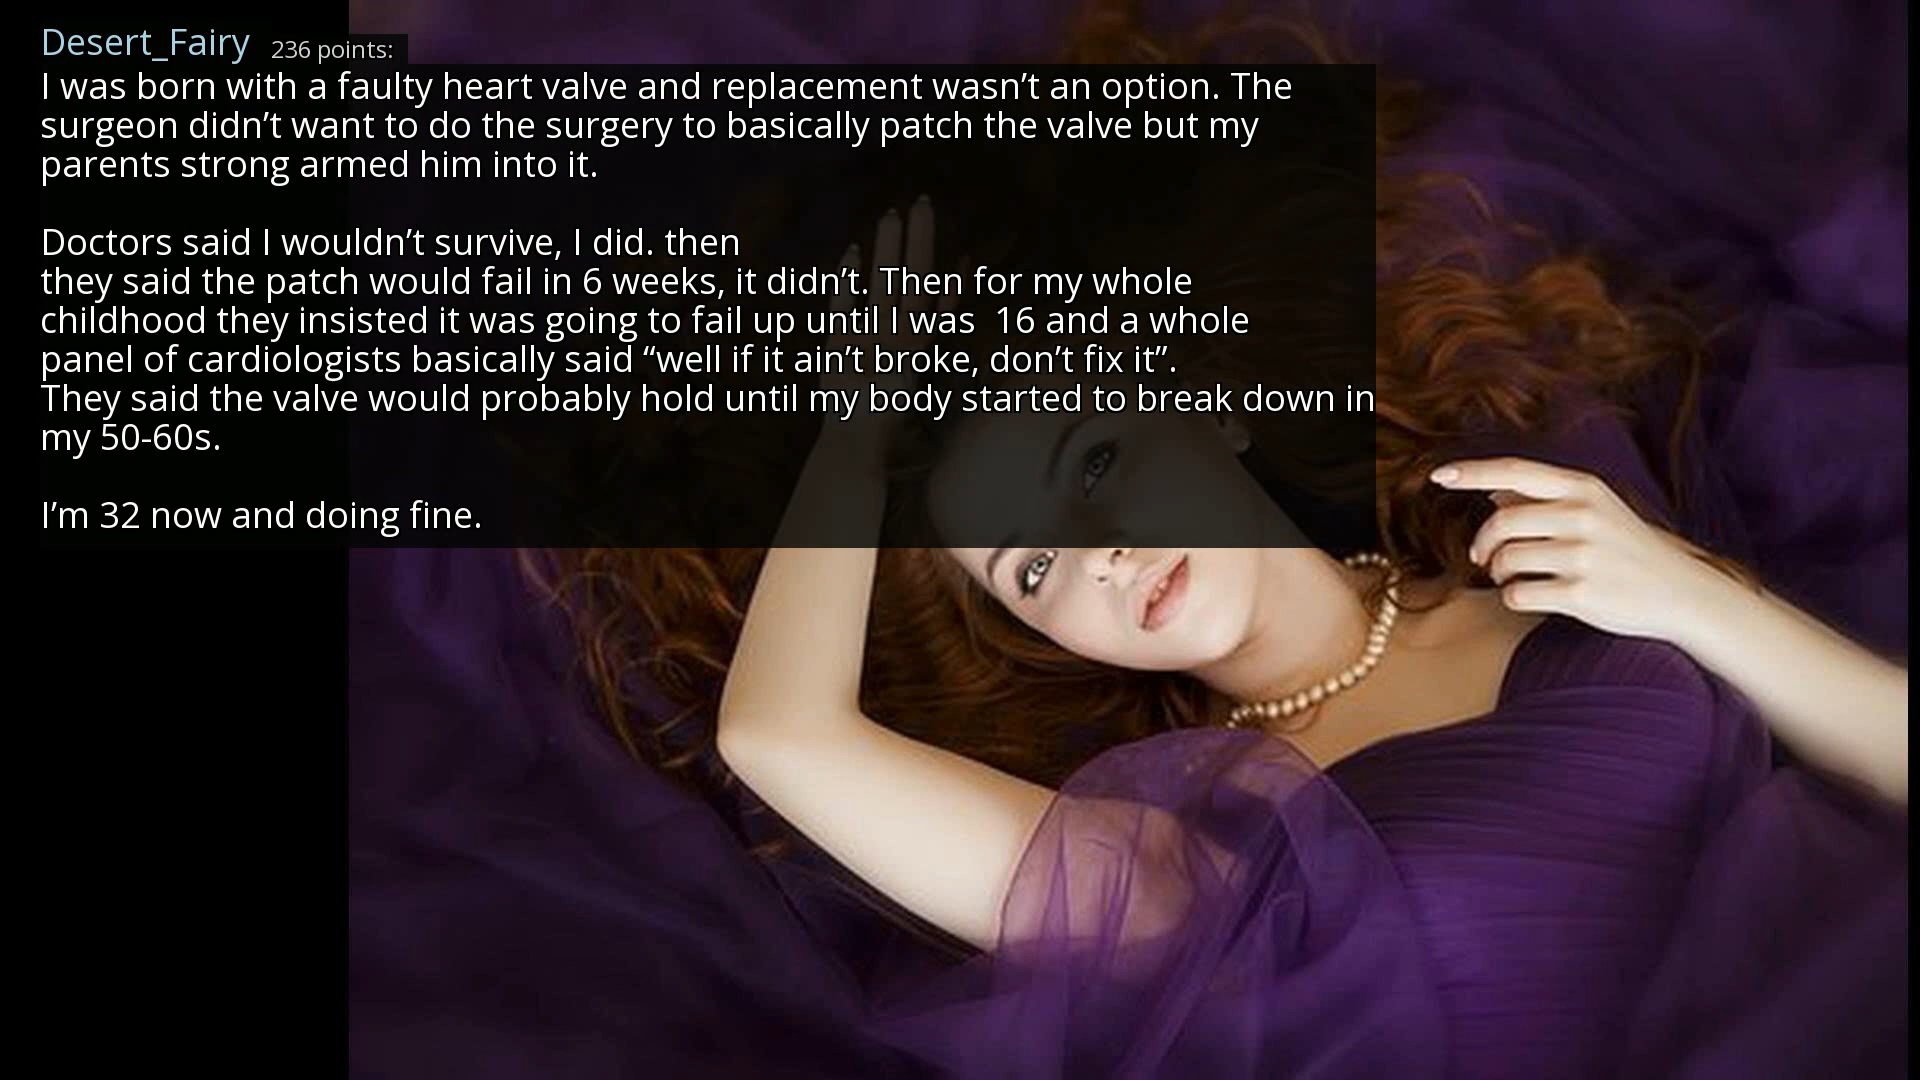 Desert_Fairy 236 points:
I was born with a faulty heart valve and replacement wasn’t an option. The
surgeon didn’t want to do the surgery to basically patch the valve but my
parents strong armed him into it.
Doctors said I wouldn’t survive, I did. then
they said the patch would fail in 6 weeks, it didn’t. Then for my whole
childhood they insisted it was going to fail up until I was  16 and a whole
panel of cardiologists basically said “well if it ain’t broke, don’t fix it”.
They said the valve would probably hold until my body started to break down in
my 50-60s.
I’m 32 now and doing fine.